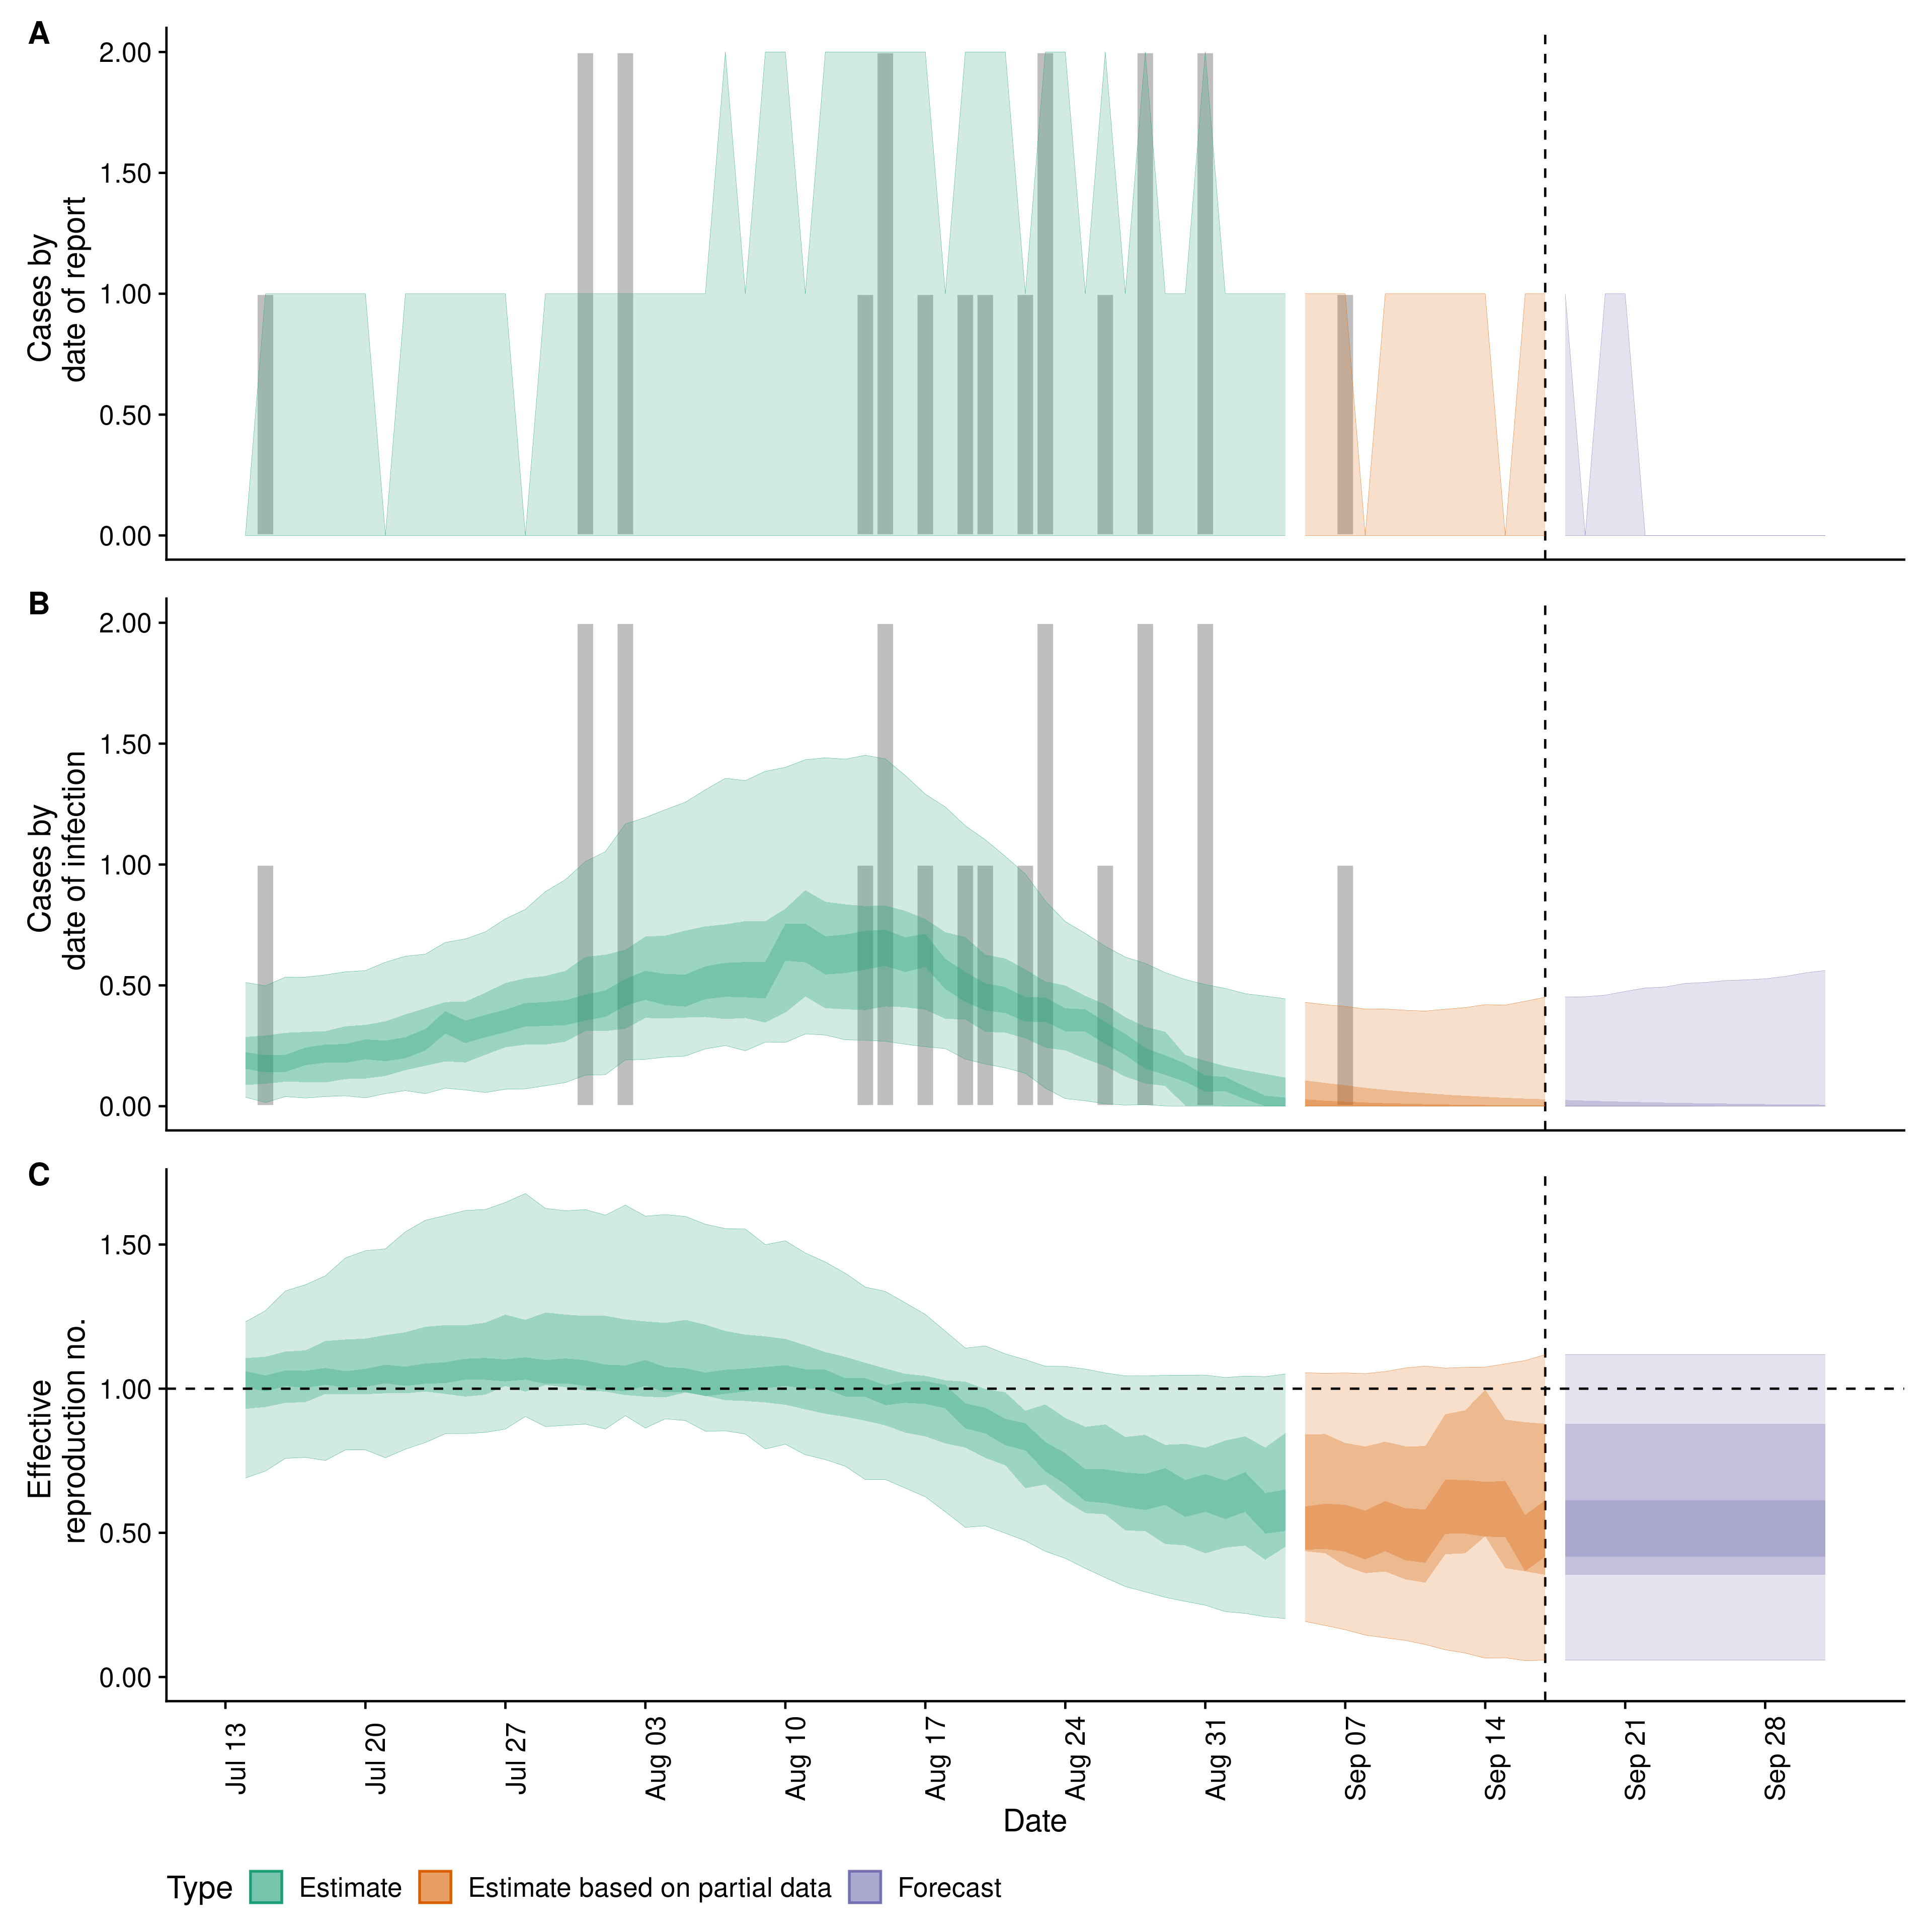 A
Cases by
date of report
2.00
1.50
1.00
0.50
0.00
B
Cases by
date of infection
2.00
1.50
1.00
0.50
0.00
C
Effective
reproduction no.
1.50
1.00
0.50
0.00
Jul 13
Jul 20
Jul 27
Aug 03
Aug 10
Aug 17
Aug 24
Aug 31
Sep 07
Sep 14
Sep 21
Sep 28
Date
Type Estimate Estimate based on partial data Forecast